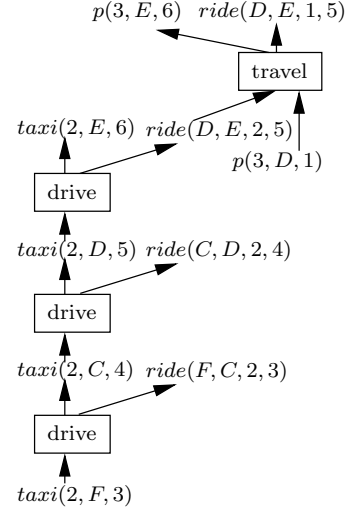 p(3, E, 6) ride(D, E, 1, 5)
travel
taxi(2, E, 6) ride(D, E, 2, 5)
p(3, D, 1)
drive
taxi(2, D, 5) ride(C, D, 2, 4)
drive
taxi(2, C, 4) ride(F, C, 2, 3)
drive
taxi(2, F, 3)